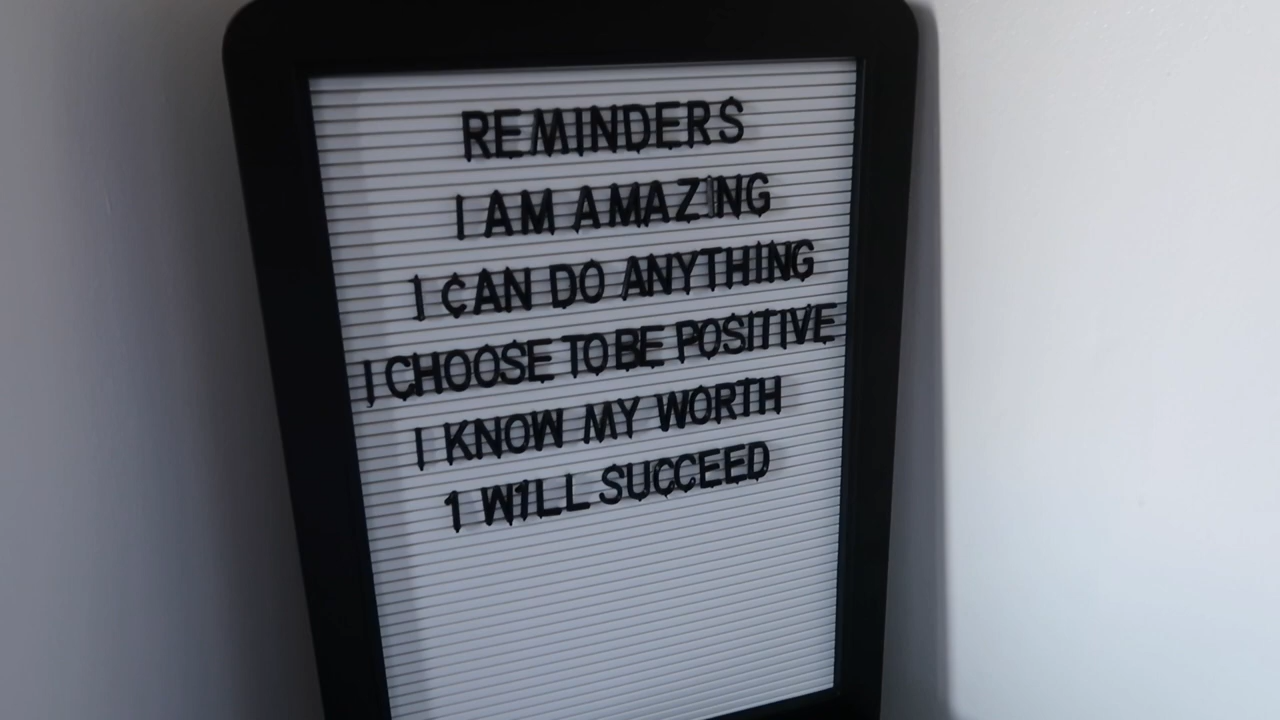 REMINDERS
I AM AMAZING
I CAN DO ANYTHING
I CHOOSE TO BE POSITIVE
I KNOW MY WORTH
1 W1LL SUCCEED